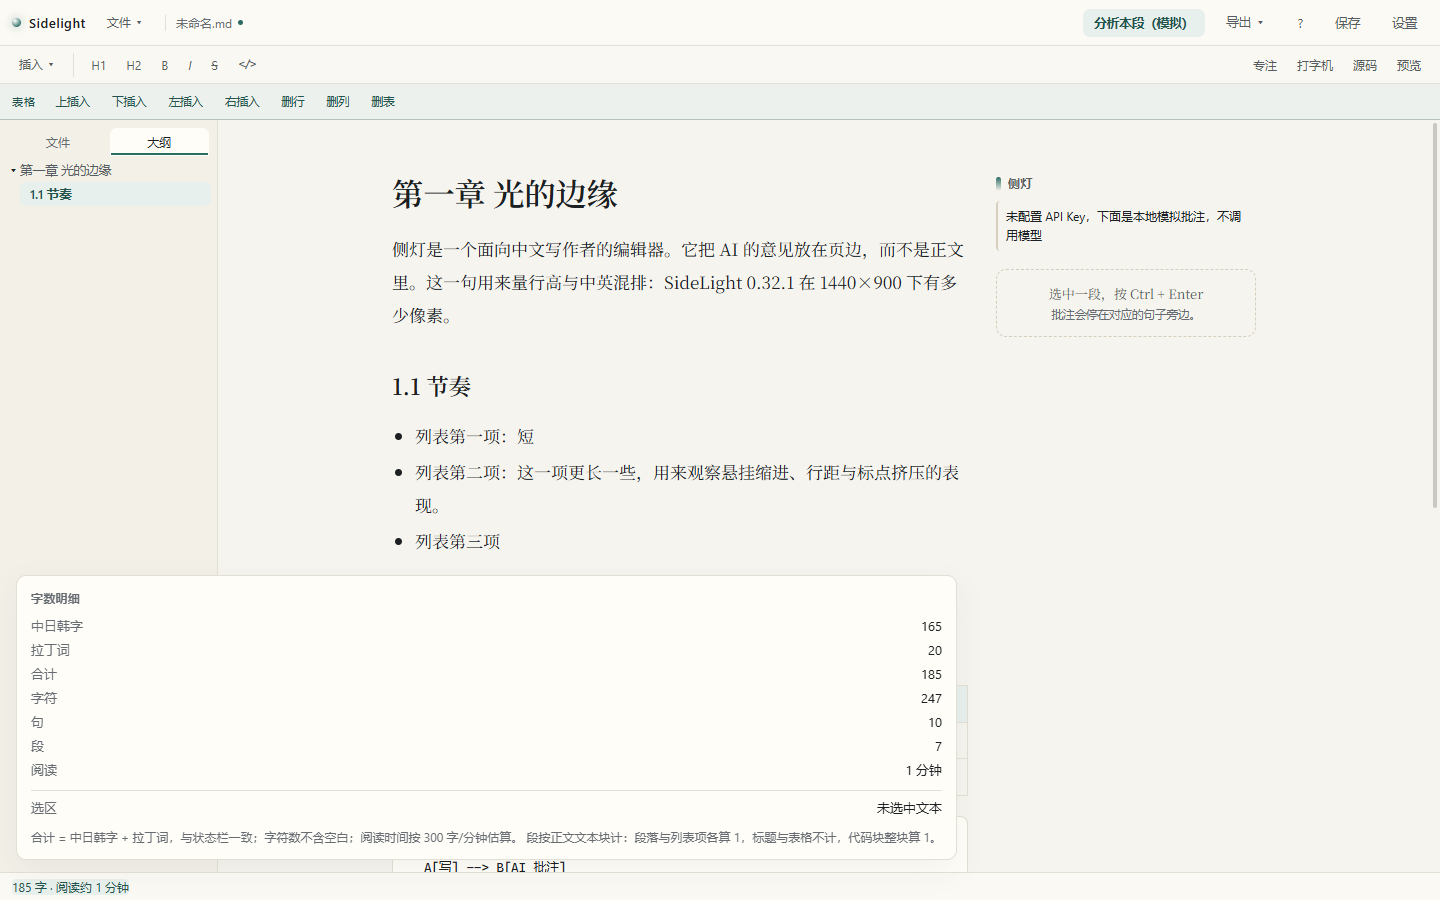 Sidelight 文件 未命名.md 分析本段（模拟） 导出 ? 保存 设置
插入 H1 H2 B I S </> 专注 打字机 源码 预览
表格 上插入 下插入 左插入 右插入 删行 删列 删表
文件 大纲
第一章 光的边缘
1.1 节奏
第一章 光的边缘
侧灯是一个面向中文写作者的编辑器。它把 AI 的意见放在页边，而不是正文
里。这一句用来量行高与中英混排：SideLight 0.32.1 在 1440×900 下有多
少像素。
1.1 节奏
列表第一项：短
列表第二项：这一项更长一些，用来观察悬挂缩进、行距与标点挤压的表
现。
列表第三项
侧灯
未配置 API Key，下面是本地模拟批注，不调
用模型
选中一段，按 Ctrl + Enter
批注会停在对应的句子旁边。
字数明细
中日韩字 165
拉丁词 20
合计 185
字符 247
句 10
段 7
阅读 1 分钟
选区 未选中文本
合计 = 中日韩字 + 拉丁词，与状态栏一致；字符数不含空白；阅读时间按 300 字/分钟估算。 段按正文文本块计：段落与列表项各算 1，标题与表格不计，代码块整块算 1。
A[写] --> B[AI 批注]
185 字 · 阅读约 1 分钟